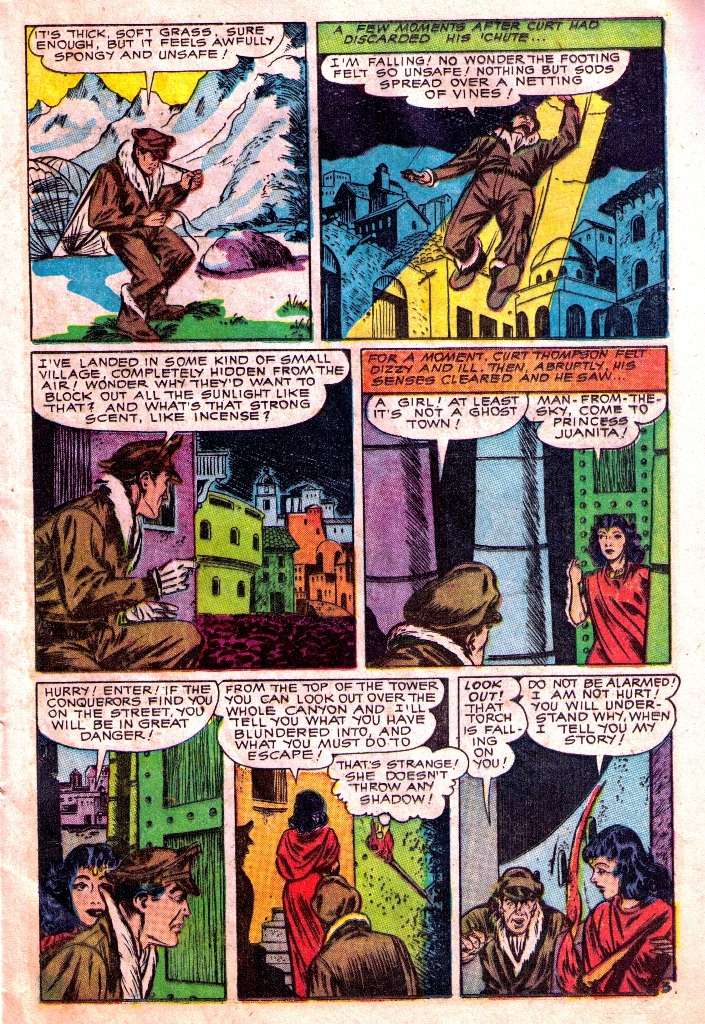 IT'S THICK, SOFT GRASS, SURE
ENOUGH, BUT IT FEELS AWFULLY
SPONGY AND UNSAFE!
A FEW MOMENTS AFTER CURT HAD
DISCARDED HIS 'CHUTE...
I'M FALLING! NO WONDER THE FOOTING
FELT SO UNSAFE! NOTHING BUT SODS
SPREAD OVER A NETTING
OF VINES!
I'VE LANDED IN SOME KIND OF SMALL
VILLAGE, COMPLETELY HIDDEN FROM THE
AIR! WONDER WHY THEY'D WANT TO
BLOCK OUT ALL THE SUNLIGHT LIKE
THAT? AND WHAT'S THAT STRONG
SCENT, LIKE INCENSE?
FOR A MOMENT, CURT THOMPSON FELT
DIZZY AND ILL. THEN, ABRUPTLY, HIS
SENSES CLEARED AND HE SAW...
A GIRL! AT LEAST
IT'S NOT A GHOST
TOWN!
MAN-FROM-THE-
SKY, COME TO
PRINCESS
JUANITA!
HURRY! ENTER! IF THE
CONQUERORS FIND YOU
ON THE STREET, YOU
WILL BE IN GREAT
DANGER!
FROM THE TOP OF THE TOWER
YOU CAN LOOK OUT OVER THE
WHOLE CANYON AND I'LL
TELL YOU WHAT YOU HAVE
BLUNDERED INTO, AND
WHAT YOU MUST DO TO
ESCAPE!
THAT'S STRANGE!
SHE DOESN'T
THROW ANY
SHADOW!
LOOK
OUT!
THAT
TORCH
IS FALL-
ING
ON
YOU!
DO NOT BE ALARMED!
I AM NOT HURT!
YOU WILL UNDER-
STAND WHY, WHEN
I TELL YOU MY
STORY!
3